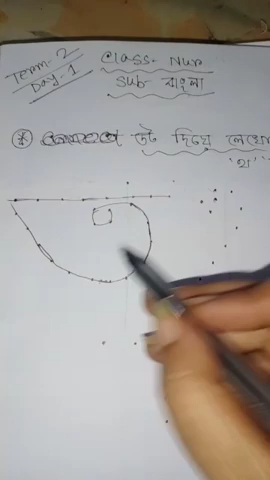 Term-2
Day-1
Class- Nur
Sub- বাংলা
* ডট দিয়ে লেখো
'থ'